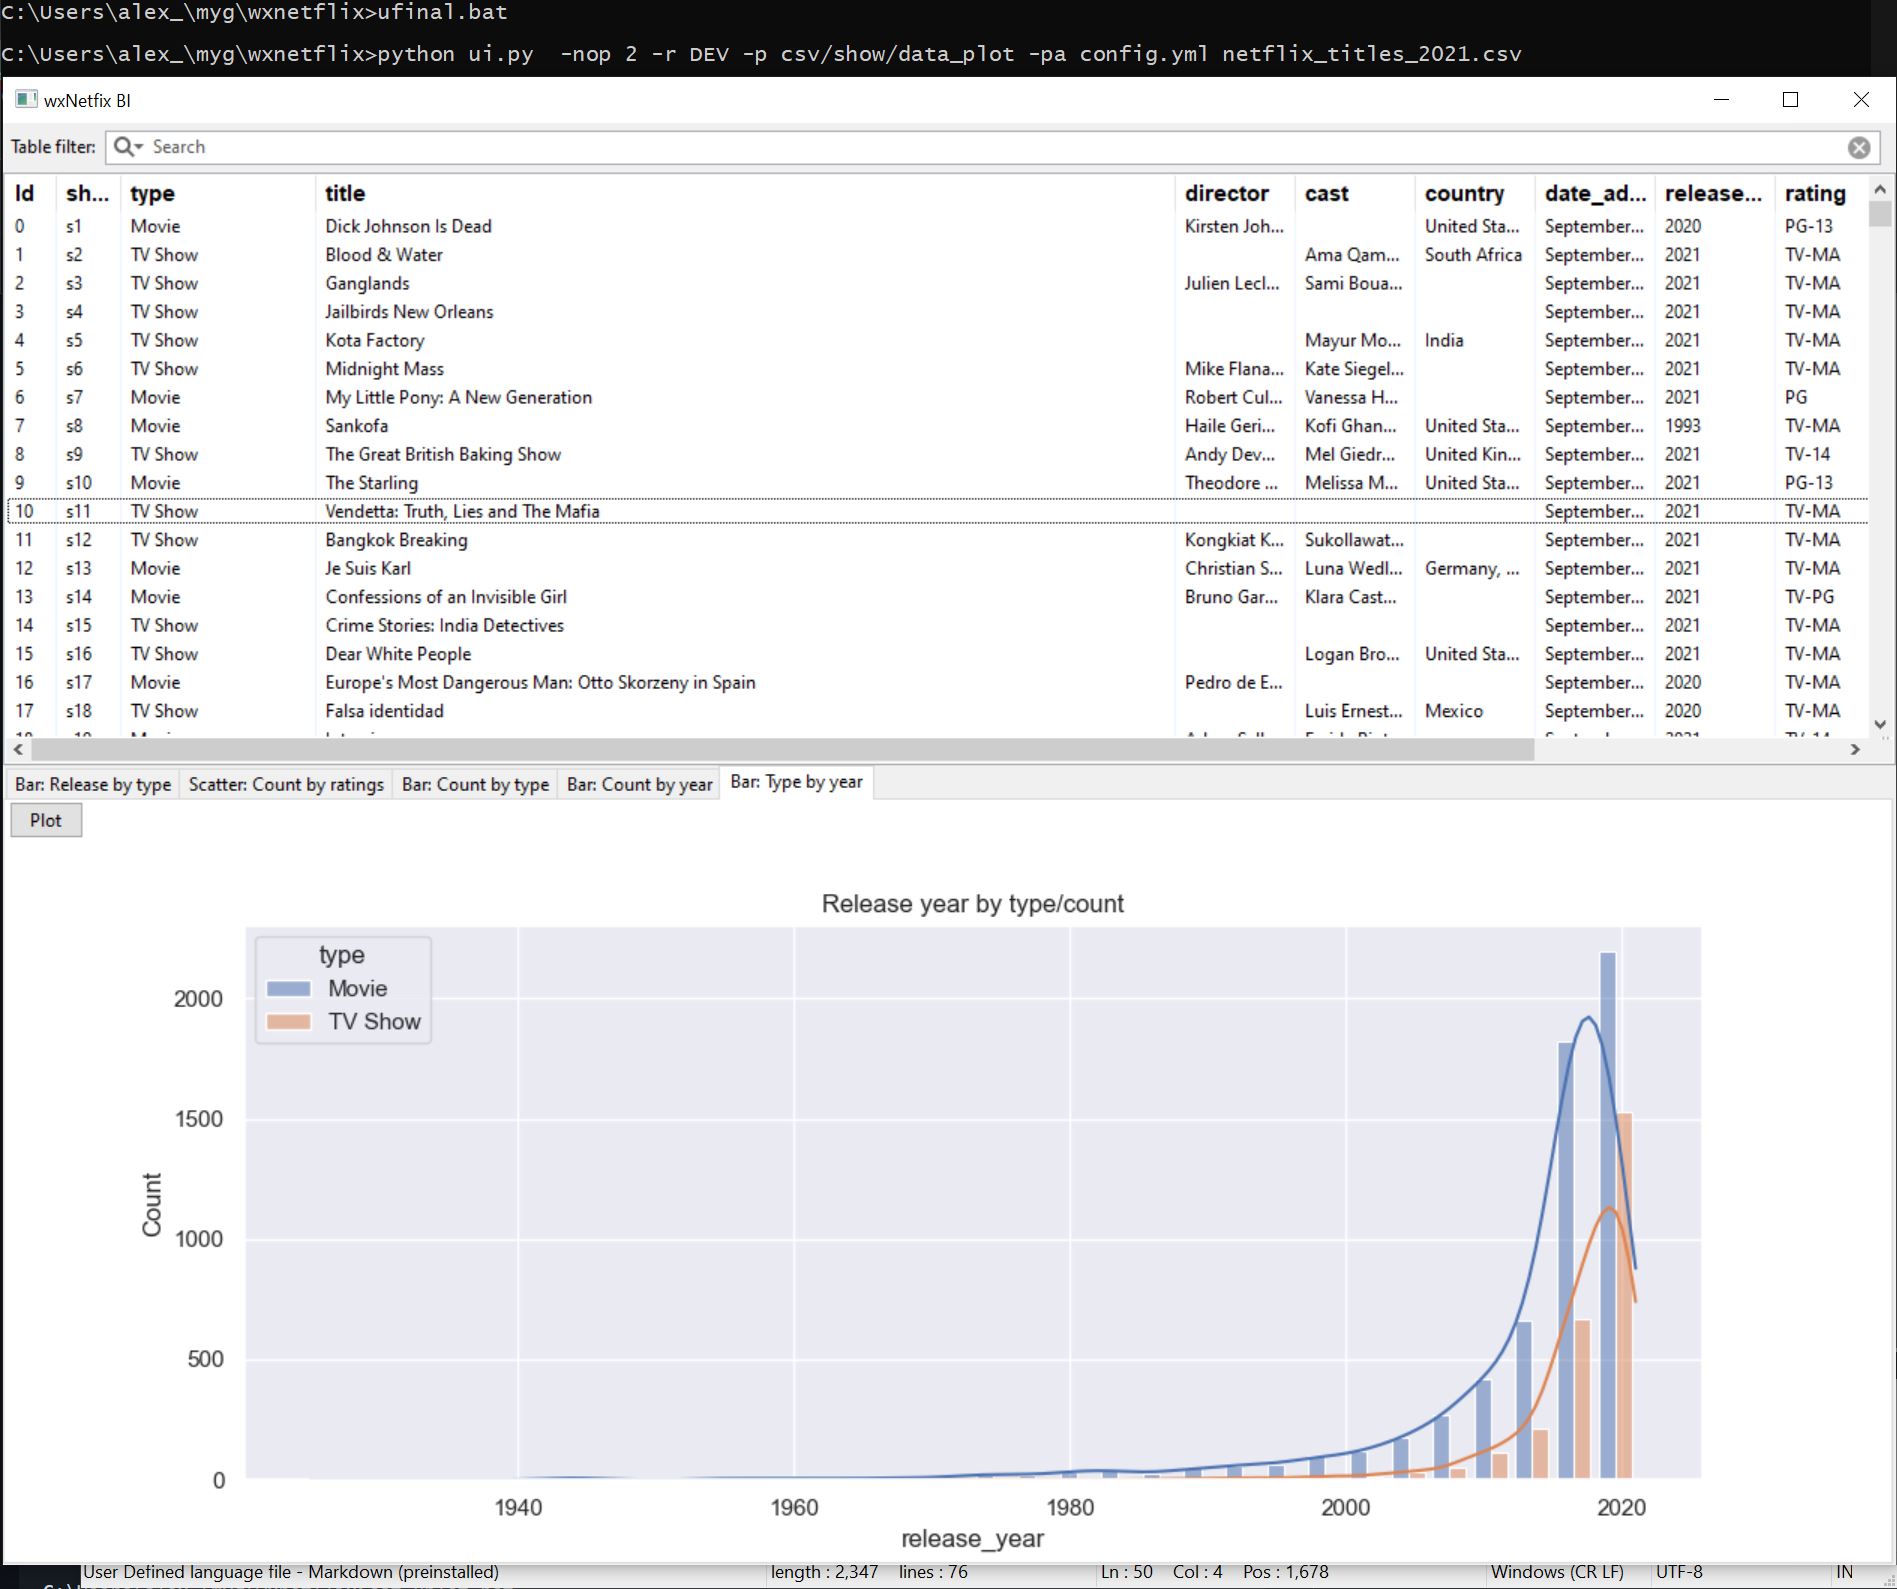 C:\Users\alex_\myg\wxnetflix>ufinal.bat
C:\Users\alex_\myg\wxnetflix>python ui.py  -nop 2 -r DEV -p csv/show/data_plot -pa config.yml netflix_titles_2021.csv
wxNetfix BI
Table filter: Search
Id sh... type title director cast country date_ad... release... rating
0 s1 Movie Dick Johnson Is Dead Kirsten Joh... United Sta... September... 2020 PG-13
1 s2 TV Show Blood & Water Ama Qam... South Africa September... 2021 TV-MA
2 s3 TV Show Ganglands Julien Lecl... Sami Boua... September... 2021 TV-MA
3 s4 TV Show Jailbirds New Orleans September... 2021 TV-MA
4 s5 TV Show Kota Factory Mayur Mo... India September... 2021 TV-MA
5 s6 TV Show Midnight Mass Mike Flana... Kate Siegel... September... 2021 TV-MA
6 s7 Movie My Little Pony: A New Generation Robert Cul... Vanessa H... September... 2021 PG
7 s8 Movie Sankofa Haile Geri... Kofi Ghan... United Sta... September... 1993 TV-MA
8 s9 TV Show The Great British Baking Show Andy Dev... Mel Giedr... United Kin... September... 2021 TV-14
9 s10 Movie The Starling Theodore ... Melissa M... United Sta... September... 2021 PG-13
10 s11 TV Show Vendetta: Truth, Lies and The Mafia September... 2021 TV-MA
11 s12 TV Show Bangkok Breaking Kongkiat K... Sukollawat... September... 2021 TV-MA
12 s13 Movie Je Suis Karl Christian S... Luna Wedl... Germany, ... September... 2021 TV-MA
13 s14 Movie Confessions of an Invisible Girl Bruno Gar... Klara Cast... September... 2021 TV-PG
14 s15 TV Show Crime Stories: India Detectives September... 2021 TV-MA
15 s16 TV Show Dear White People Logan Bro... United Sta... September... 2021 TV-MA
16 s17 Movie Europe's Most Dangerous Man: Otto Skorzeny in Spain Pedro de E... September... 2020 TV-MA
17 s18 TV Show Falsa identidad Luis Ernest... Mexico September... 2020 TV-MA
Bar: Release by type Scatter: Count by ratings Bar: Count by type Bar: Count by year Bar: Type by year
Plot
Release year by type/count
type
Movie
TV Show
2000
1500
1000
500
0
Count
1940 1960 1980 2000 2020
release_year
User Defined language file - Markdown (preinstalled) length : 2,347 lines : 76 Ln : 50 Col : 4 Pos : 1,678 Windows (CR LF) UTF-8 IN